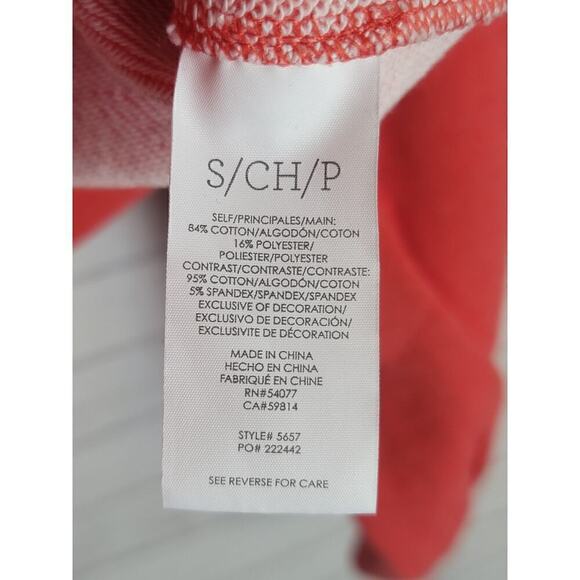 S/CH/P
SELF/PRINCIPALES/MAIN:
84% COTTON/ALGODÓN/COTON
16% POLYESTER/
POLIESTER/POLYESTER
CONTRAST/CONTRASTE/CONTRASTE:
95% COTTON/ALGODÓN/COTON
5% SPANDEX/SPANDEX/SPANDEX
EXCLUSIVE OF DECORATION/
EXCLUSIVO DE DECORACIÓN/
EXCLUSIVITE DE DÉCORATION
MADE IN CHINA
HECHO EN CHINA
FABRIQUÉ EN CHINE
RN#54077
CA#59814
STYLE# 5657
PO# 222442
SEE REVERSE FOR CARE